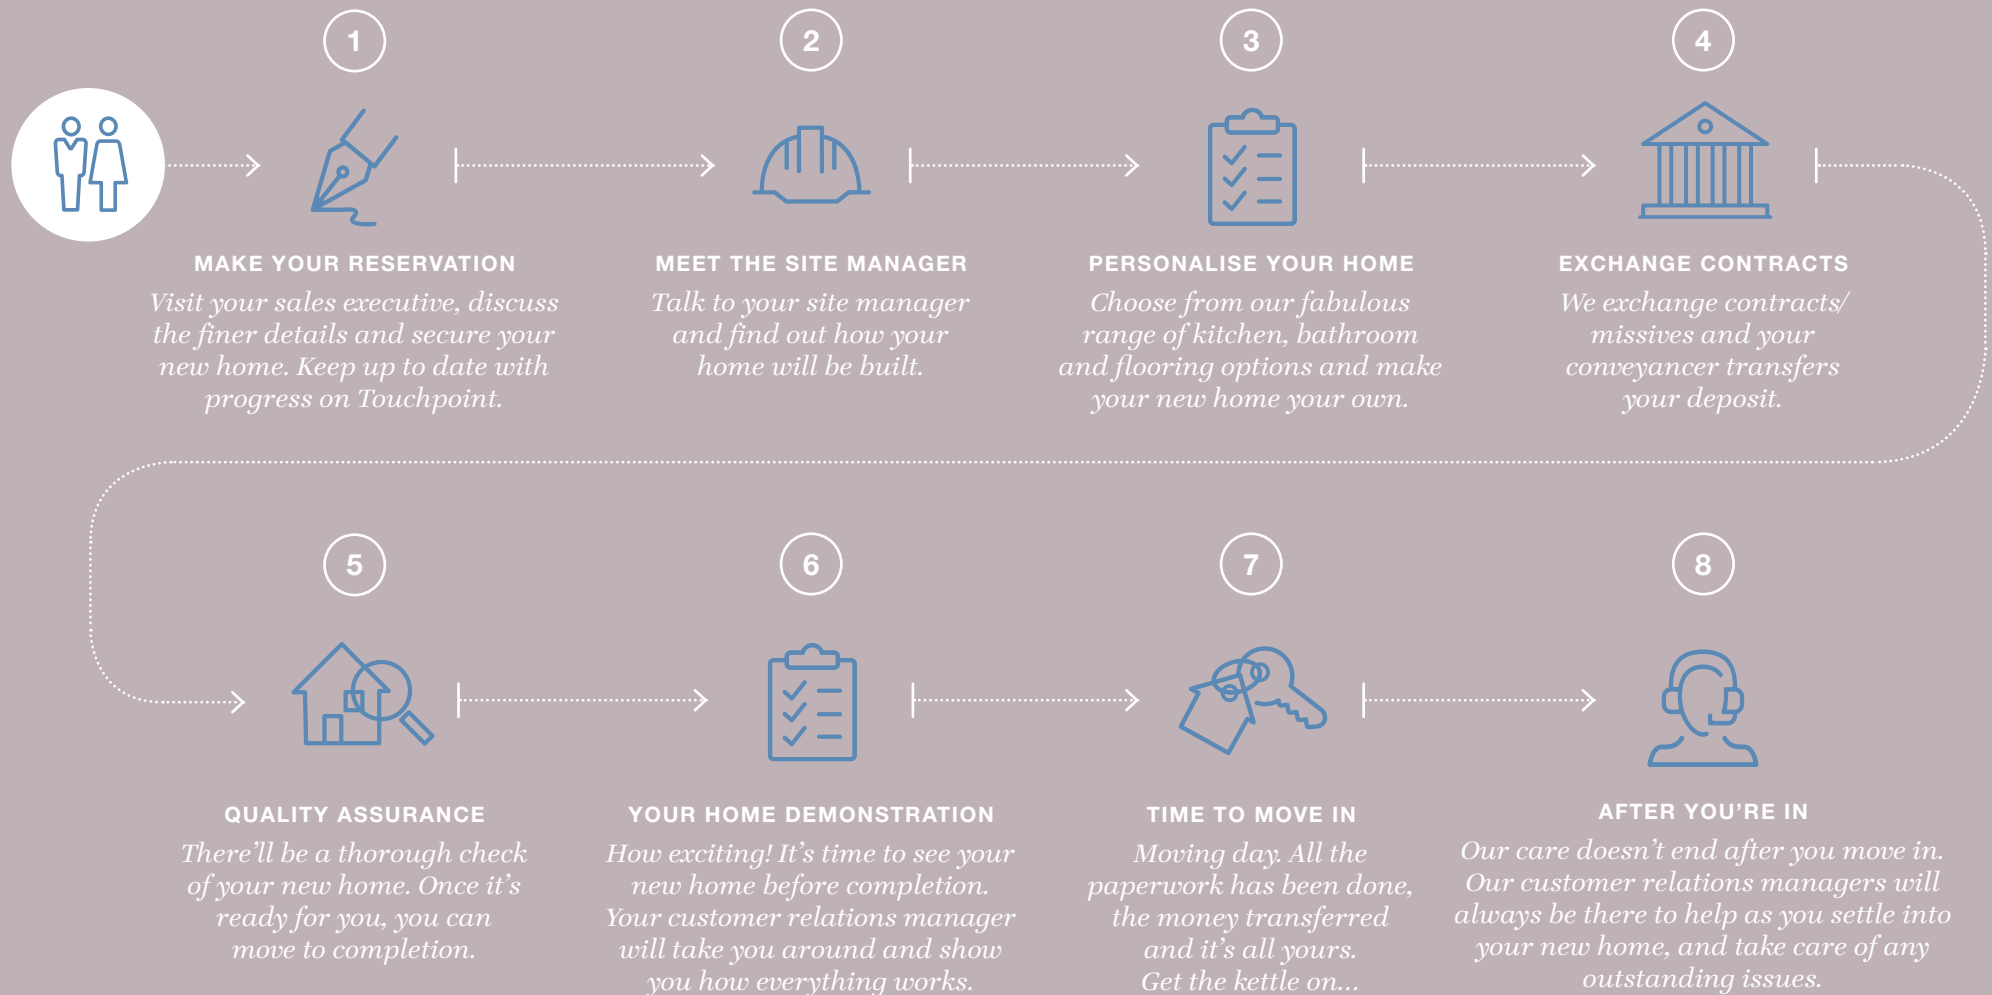 1
MAKE YOUR RESERVATION
Visit your sales executive, discuss
the finer details and secure your
new home. Keep up to date with
progress on Touchpoint.
2
MEET THE SITE MANAGER
Talk to your site manager
and find out how your
home will be built.
3
PERSONALISE YOUR HOME
Choose from our fabulous
range of kitchen, bathroom
and flooring options and make
your new home your own.
4
EXCHANGE CONTRACTS
We exchange contracts/
missives and your
conveyancer transfers
your deposit.
5
QUALITY ASSURANCE
There’ll be a thorough check
of your new home. Once it’s
ready for you, you can
move to completion.
6
YOUR HOME DEMONSTRATION
How exciting! It’s time to see your
new home before completion.
Your customer relations manager
will take you around and show
you how everything works.
7
TIME TO MOVE IN
Moving day. All the
paperwork has been done,
the money transferred
and it’s all yours.
Get the kettle on...
8
AFTER YOU’RE IN
Our care doesn’t end after you move in.
Our customer relations managers will
always be there to help as you settle into
your new home, and take care of any
outstanding issues.